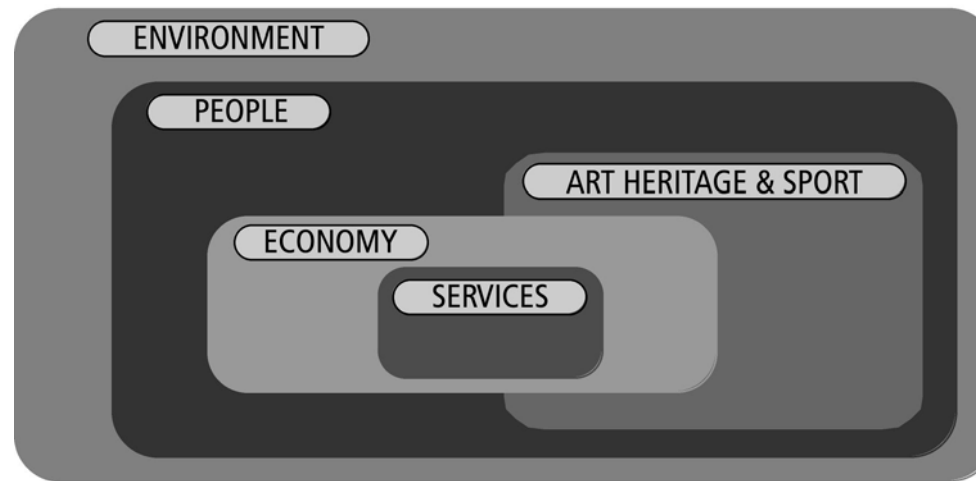 ENVIRONMENT
PEOPLE
ART HERITAGE & SPORT
ECONOMY
SERVICES